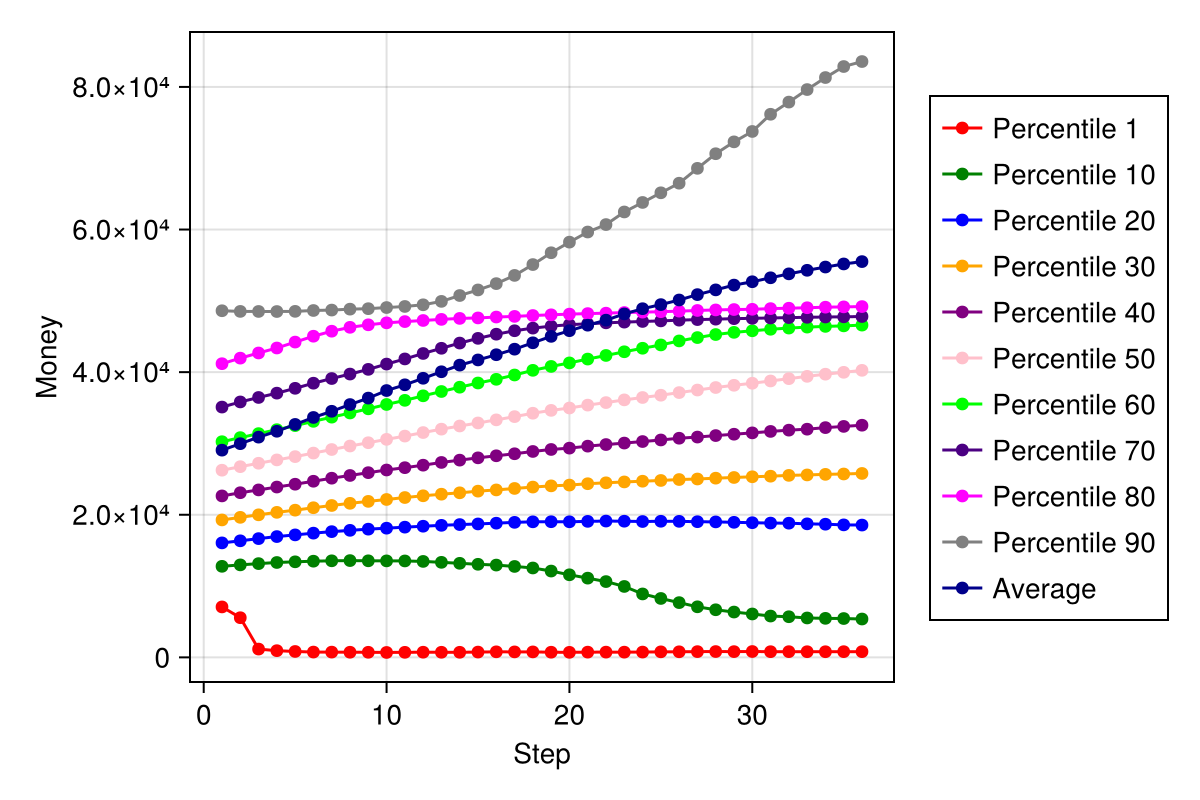 Money
8.0×10⁴
6.0×10⁴
4.0×10⁴
2.0×10⁴
0
0 10 20 30
Step
Percentile 1
Percentile 10
Percentile 20
Percentile 30
Percentile 40
Percentile 50
Percentile 60
Percentile 70
Percentile 80
Percentile 90
Average